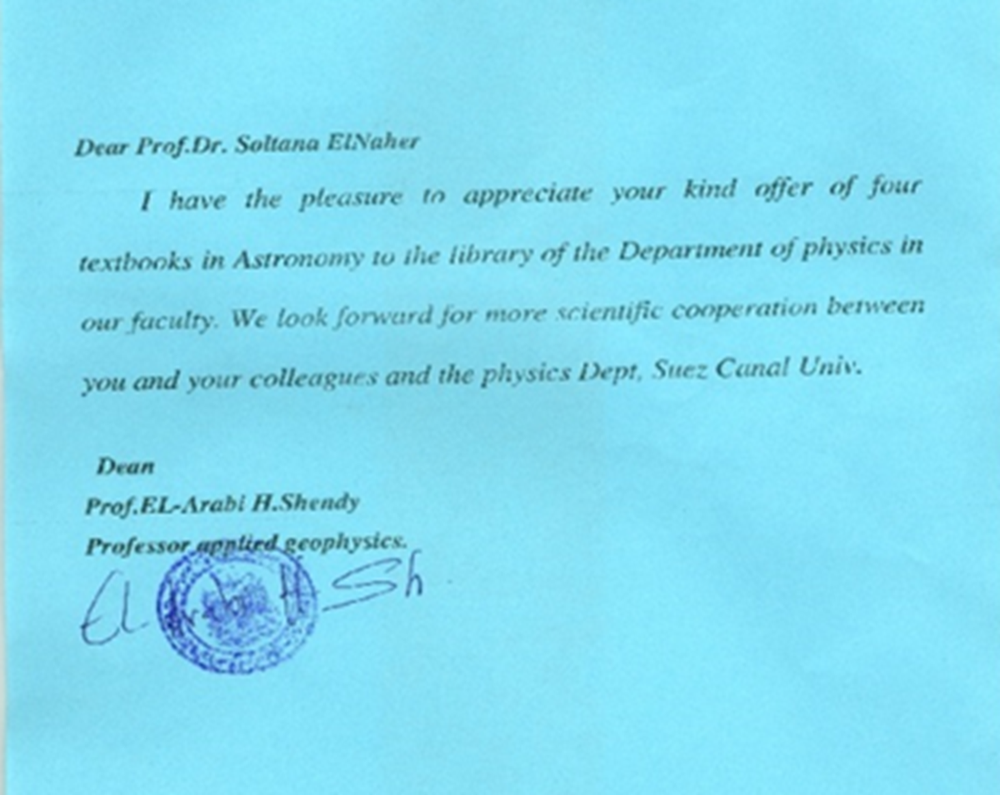 Dear Prof.Dr. Soltana ElNaher
I have the pleasure to appreciate your kind offer of four
textbooks in Astronomy to the library of the Department of physics in
our faculty. We look forward for more scientific cooperation between
you and your colleagues and the physics Dept, Suez Canal Univ.
Dean
Prof.EL-Arabi H.Shendy
Professor applied geophysics.
EL H Sh